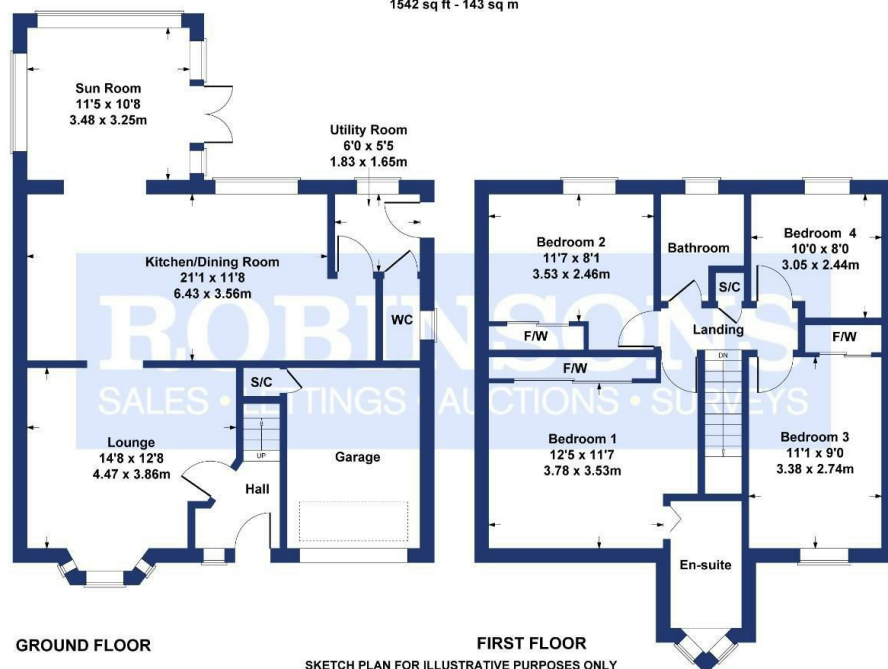 1542 sq ft - 143 sq m
Sun Room
11'5 x 10'8
3.48 x 3.25m
Utility Room
6'0 x 5'5
1.83 x 1.65m
Kitchen/Dining Room
21'1 x 11'8
6.43 x 3.56m
WC
S/C
Lounge
14'8 x 12'8
4.47 x 3.86m
UP
Hall
Garage
GROUND FLOOR
Bedroom 2
11'7 x 8'1
3.53 x 2.46m
Bathroom
Bedroom 4
10'0 x 8'0
3.05 x 2.44m
S/C
Landing
F/W
F/W
DN
F/W
Bedroom 1
12'5 x 11'7
3.78 x 3.53m
Bedroom 3
11'1 x 9'0
3.38 x 2.74m
En-suite
FIRST FLOOR
ROBINSONS
SALES • LETTINGS • AUCTIONS • SURVEYS
SKETCH PLAN FOR ILLUSTRATIVE PURPOSES ONLY